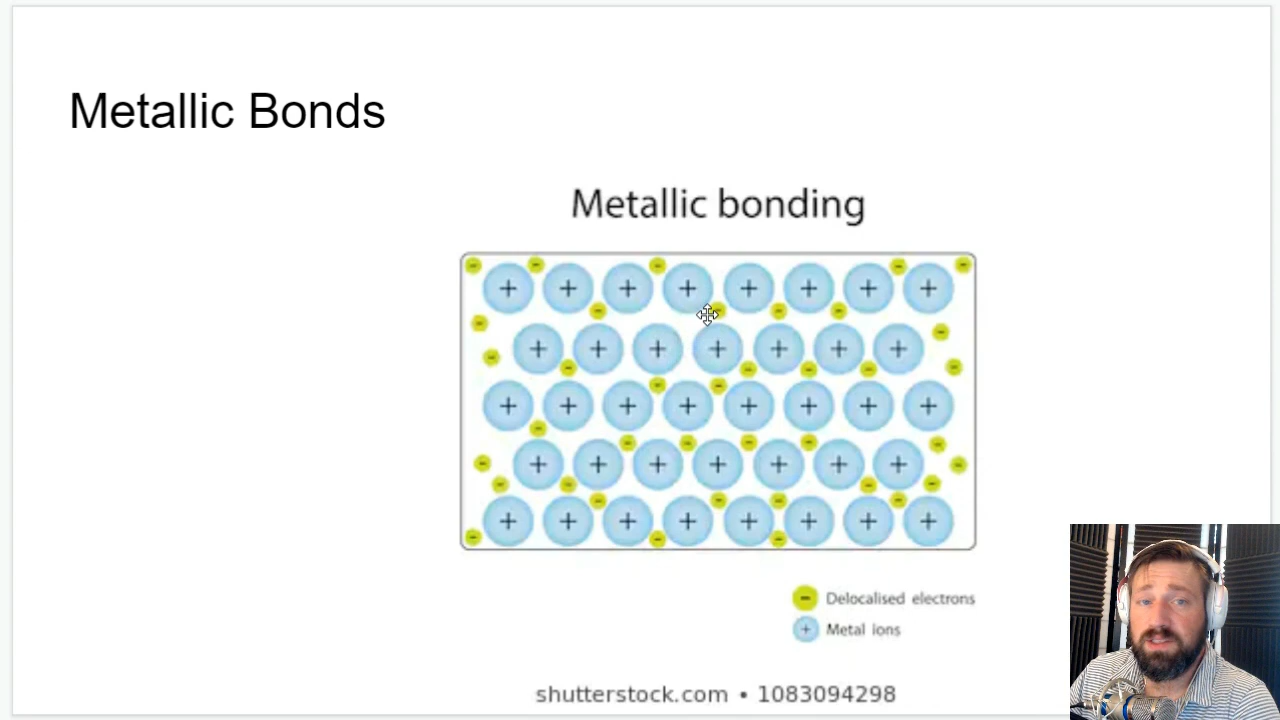 Metallic Bonds
Metallic bonding
Delocalised electrons
Metal ions
shutterstock.com • 1083094298